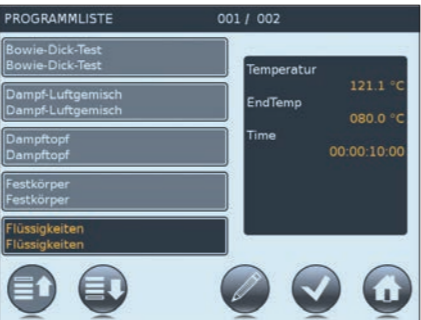 PROGRAMMLISTE 001 / 002
Bowie-Dick-Test
Bowie-Dick-Test
Dampf-Luftgemisch
Dampf-Luftgemisch
Dampftopf
Dampftopf
Festkörper
Festkörper
Flüssigkeiten
Flüssigkeiten
Temperatur
121.1 °C
EndTemp
080.0 °C
Time
00:00:10:00